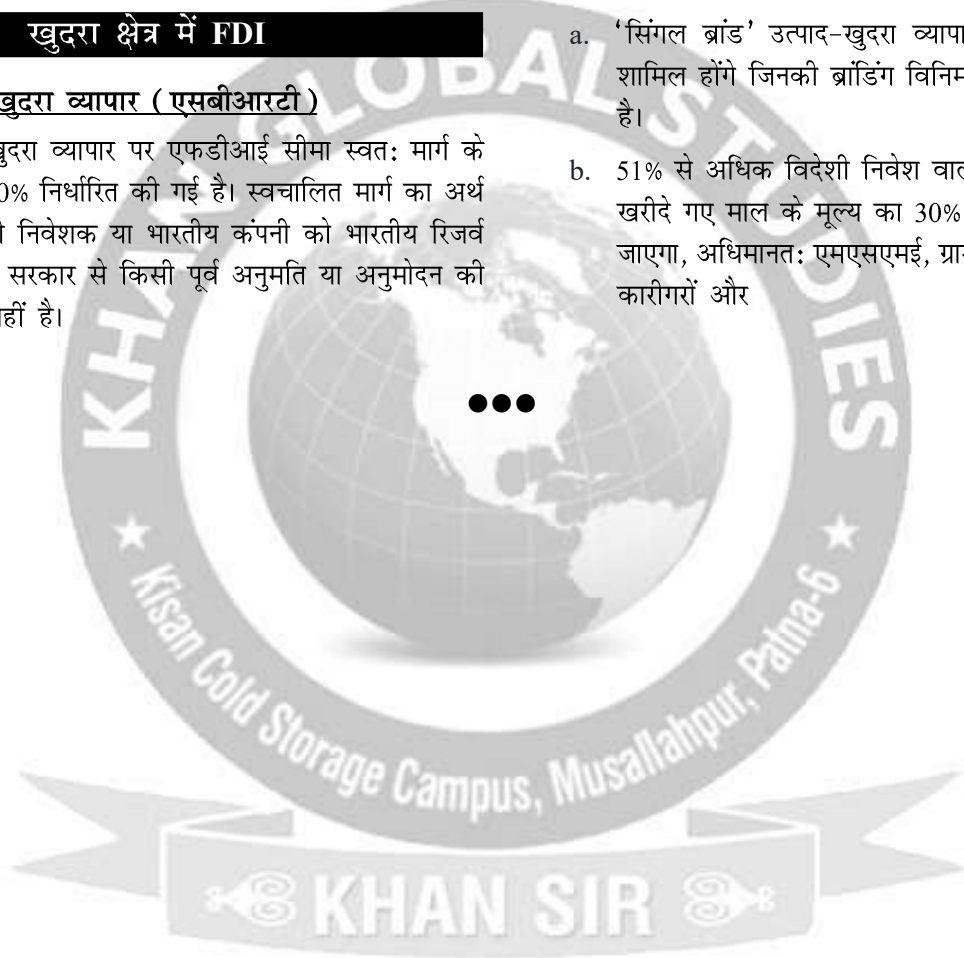 खुदरा क्षेत्र में FDI
खुदरा व्यापार (एसबीआरटी)
खुदरा व्यापार पर एफडीआई सीमा स्वत: मार्ग के
0% निर्धारित की गई है। स्वचालित मार्ग का अर्थ
निवेशक या भारतीय कंपनी को भारतीय रिजर्व
सरकार से किसी पूर्व अनुमति या अनुमोदन की
है।
a. ‘सिंगल ब्रांड’ उत्पाद-खुदरा व्यापार
शामिल होंगे जिनकी ब्रांडिंग
है।
b. 51% से अधिक विदेशी निवेश
खरीदे गए माल के मूल्य का 30%
जाएगा, अधिमानत: एमएसएमई,
कारीगरों और
•••
KHAN GLOBAL STUDIES
Kisan Cold Storage Campus, Musallahpur, Patna-6
KHAN SIR